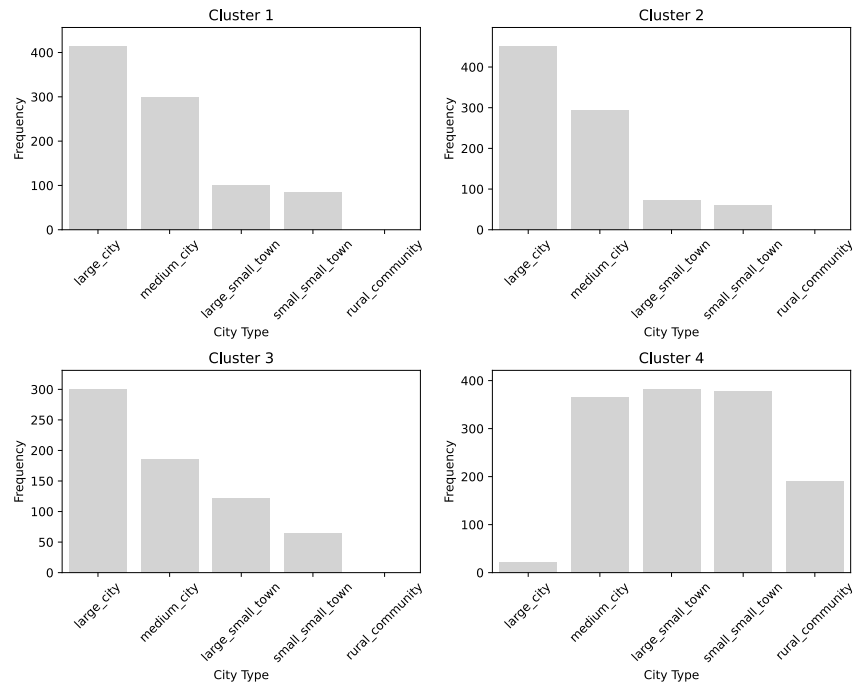 Cluster 1
400
300
200
100
0
Frequency
large_city
medium_city
large_small_town
small_small_town
rural_community
City Type
Cluster 2
400
300
200
100
0
Frequency
large_city
medium_city
large_small_town
small_small_town
rural_community
City Type
Cluster 3
300
250
200
150
100
50
0
Frequency
large_city
medium_city
large_small_town
small_small_town
rural_community
City Type
Cluster 4
400
300
200
100
0
Frequency
large_city
medium_city
large_small_town
small_small_town
rural_community
City Type